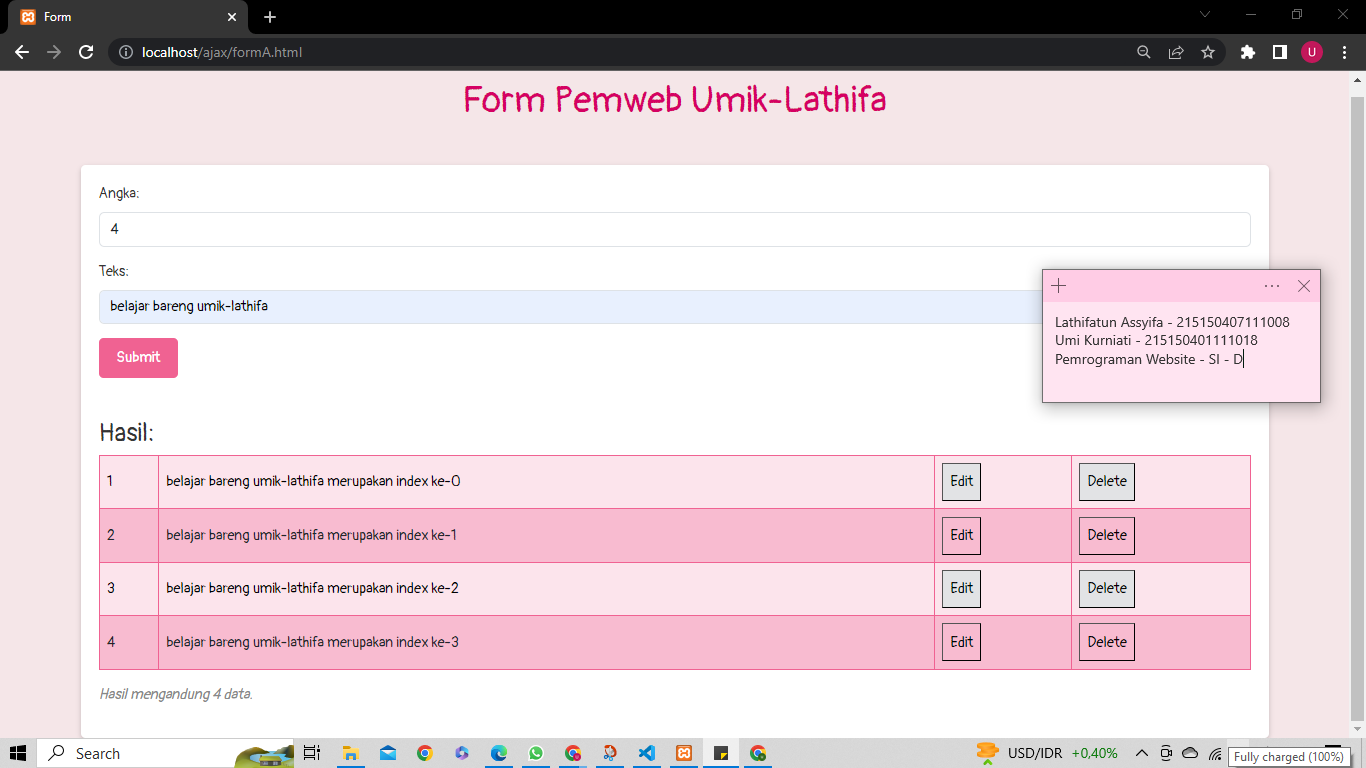 Form
localhost/ajax/formA.html
U
Form Pemweb Umik-Lathifa
Angka:
4
Teks:
belajar bareng umik-lathifa
Submit
Lathifatun Assyifa - 215150407111008
Umi Kurniati - 215150401111018
Pemrograman Website - SI - D
Hasil:
1 belajar bareng umik-lathifa merupakan index ke-0 Edit Delete
2 belajar bareng umik-lathifa merupakan index ke-1 Edit Delete
3 belajar bareng umik-lathifa merupakan index ke-2 Edit Delete
4 belajar bareng umik-lathifa merupakan index ke-3 Edit Delete
Hasil mengandung 4 data.
Search
USD/IDR +0,40%
Fully charged (100%)